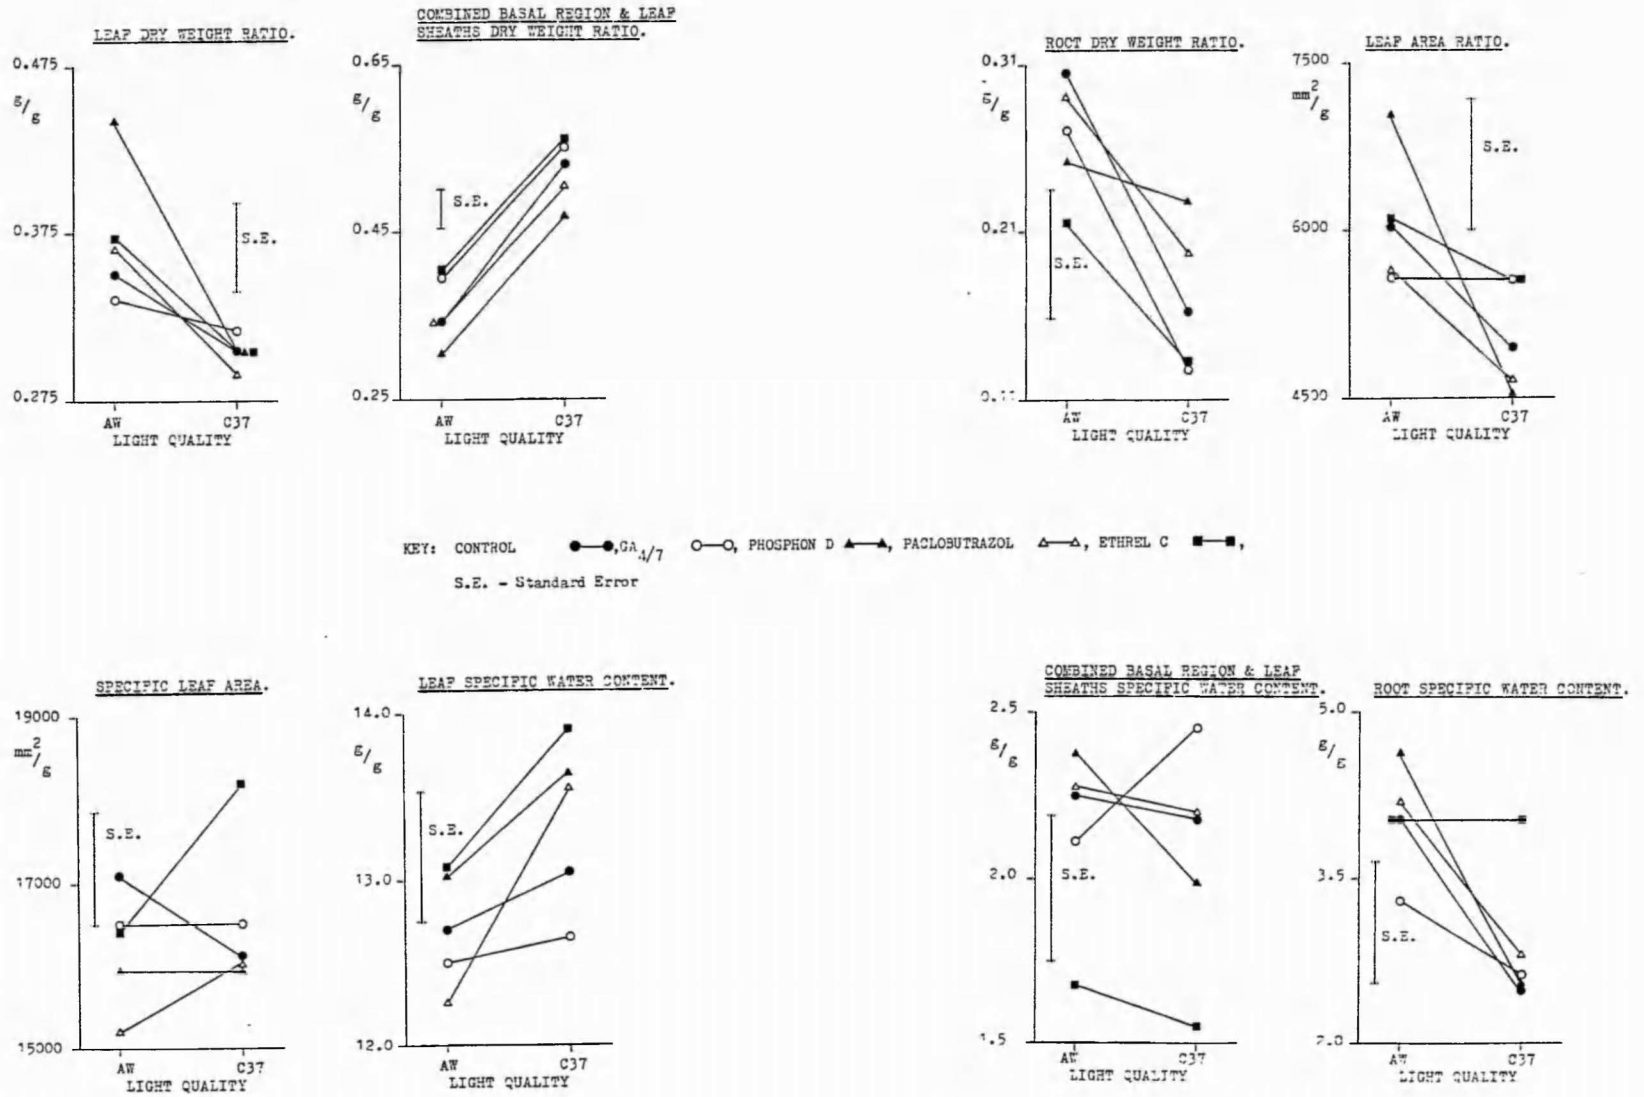 LEAF DRY WEIGHT RATIO.
0.475
g/g
0.375
S.E.
0.275
AW C37
LIGHT QUALITY
COMBINED BASAL REGION & LEAF
SHEATHS DRY WEIGHT RATIO.
0.65
g/g
S.E.
0.45
0.25
AW C37
LIGHT QUALITY
ROOT DRY WEIGHT RATIO.
0.31
g/g
0.21
S.E.
0.11
AW C37
LIGHT QUALITY
LEAF AREA RATIO.
7500
mm²/g
S.E.
6000
4500
AW C37
LIGHT QUALITY
KEY: CONTROL ●—●,GA4/7 ○—○, PHOSPHON D ▲—▲, PACLOBUTRAZOL △—△, ETHREL C ■—■,
S.E. - Standard Error
SPECIFIC LEAF AREA.
19000
mm²/g
S.E.
17000
15000
AW C37
LIGHT QUALITY
LEAF SPECIFIC WATER CONTENT.
14.0
g/g
S.E.
13.0
12.0
AW C37
LIGHT QUALITY
COMBINED BASAL REGION & LEAF
SHEATHS SPECIFIC WATER CONTENT.
2.5
g/g
2.0
S.E.
1.5
AW C37
LIGHT QUALITY
ROOT SPECIFIC WATER CONTENT.
5.0
g/g
3.5
S.E.
2.0
AW C37
LIGHT QUALITY